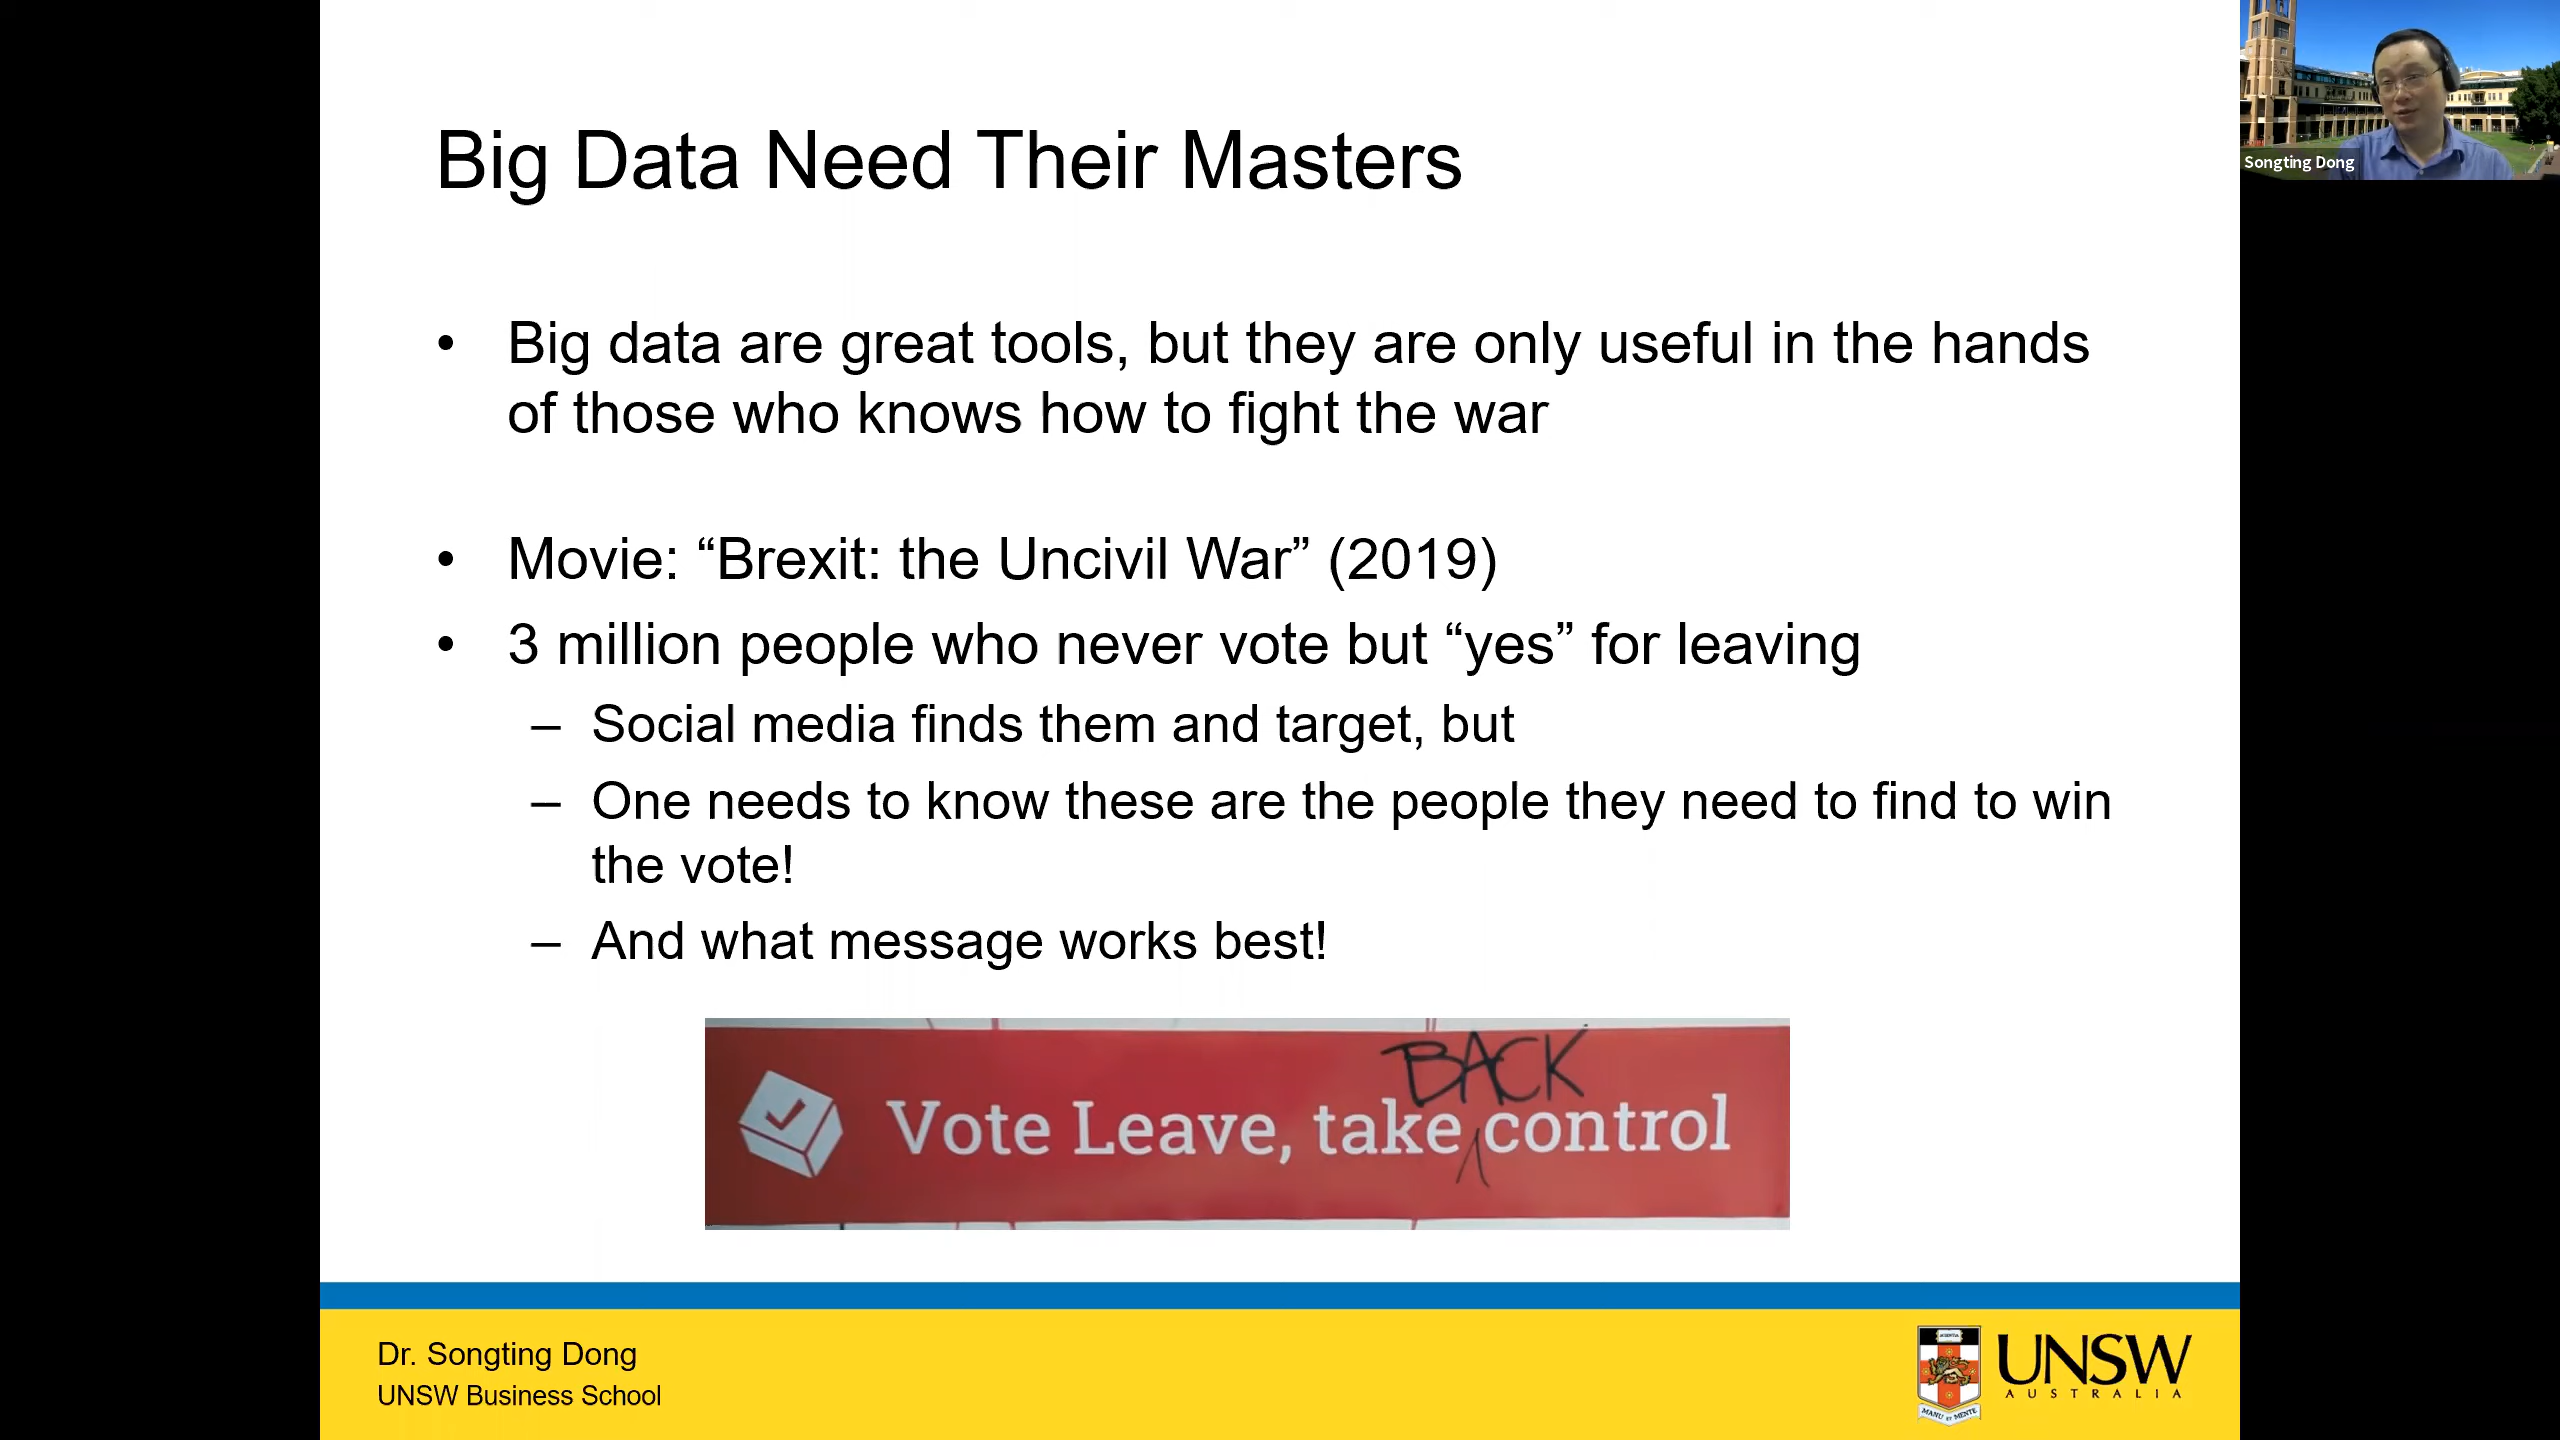 Big Data Need Their Masters
Songting Dong
• Big data are great tools, but they are only useful in the hands
of those who knows how to fight the war
• Movie: “Brexit: the Uncivil War” (2019)
• 3 million people who never vote but “yes” for leaving
– Social media finds them and target, but
– One needs to know these are the people they need to find to win
the vote!
– And what message works best!
BACK
Vote Leave, take control
Dr. Songting Dong
UNSW Business School
UNSW
AUSTRALIA
MANU ET MENTE